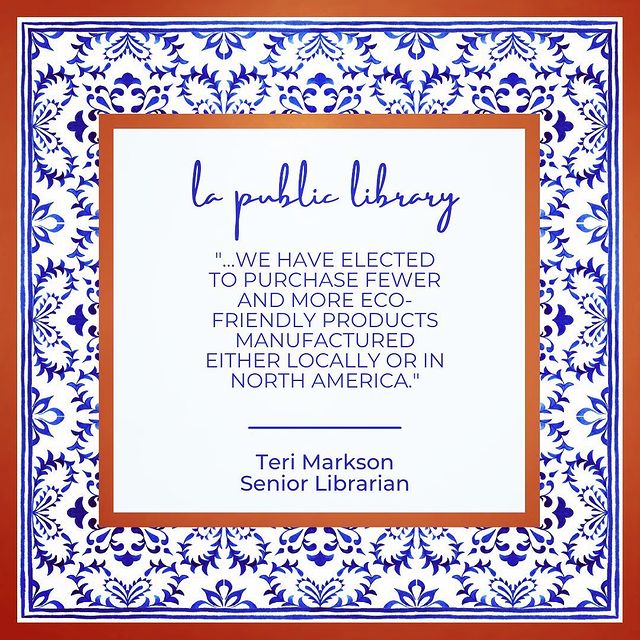 la public library
"...WE HAVE ELECTED
TO PURCHASE FEWER
AND MORE ECO-
FRIENDLY PRODUCTS
MANUFACTURED
EITHER LOCALLY OR IN
NORTH AMERICA."
Teri Markson
Senior Librarian